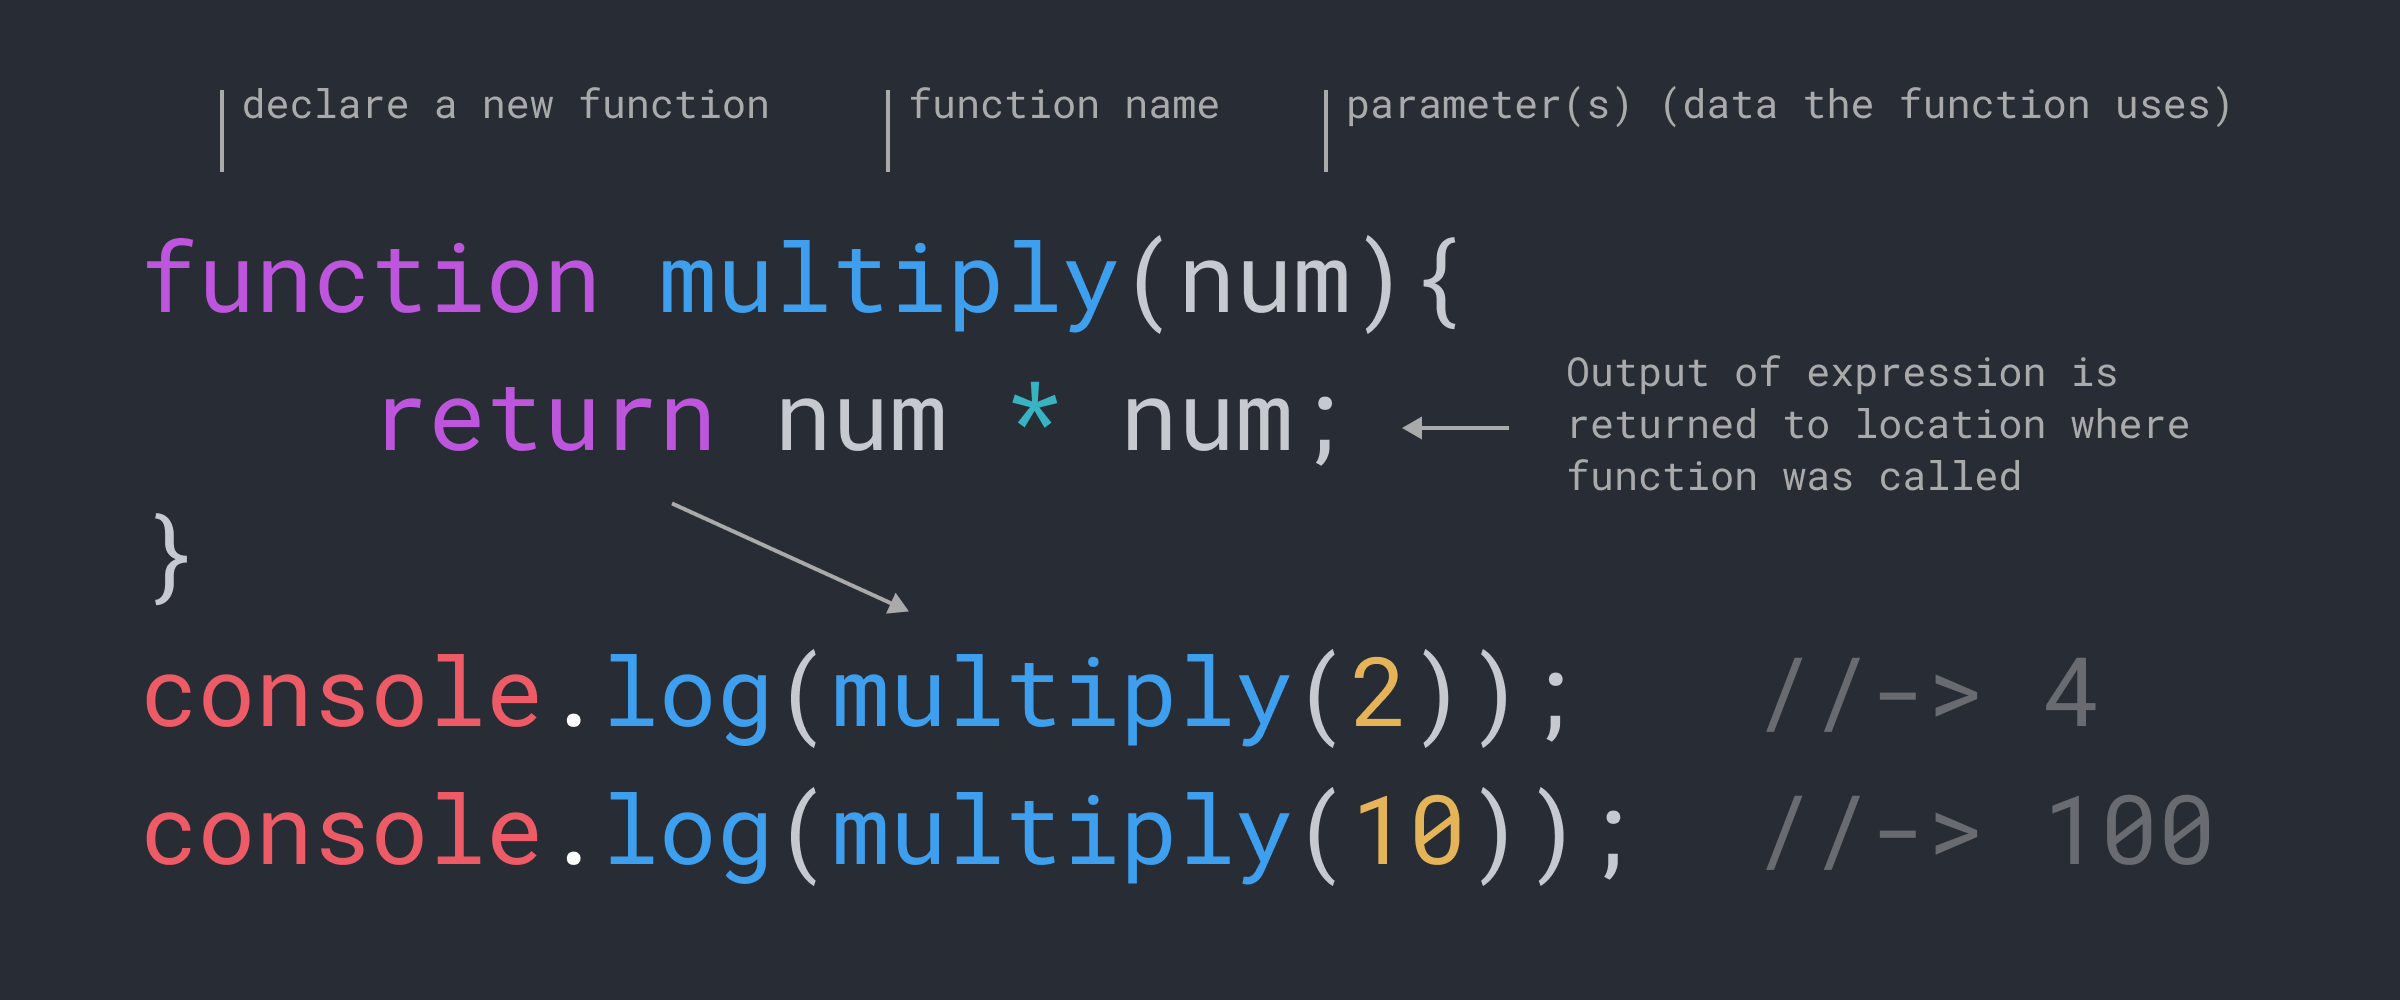 declare a new function function name parameter(s) (data the function uses)
function multiply(num){
return num * num;
Output of expression is
returned to location where
function was called
}
console.log(multiply(2)); //-> 4
console.log(multiply(10)); //-> 100